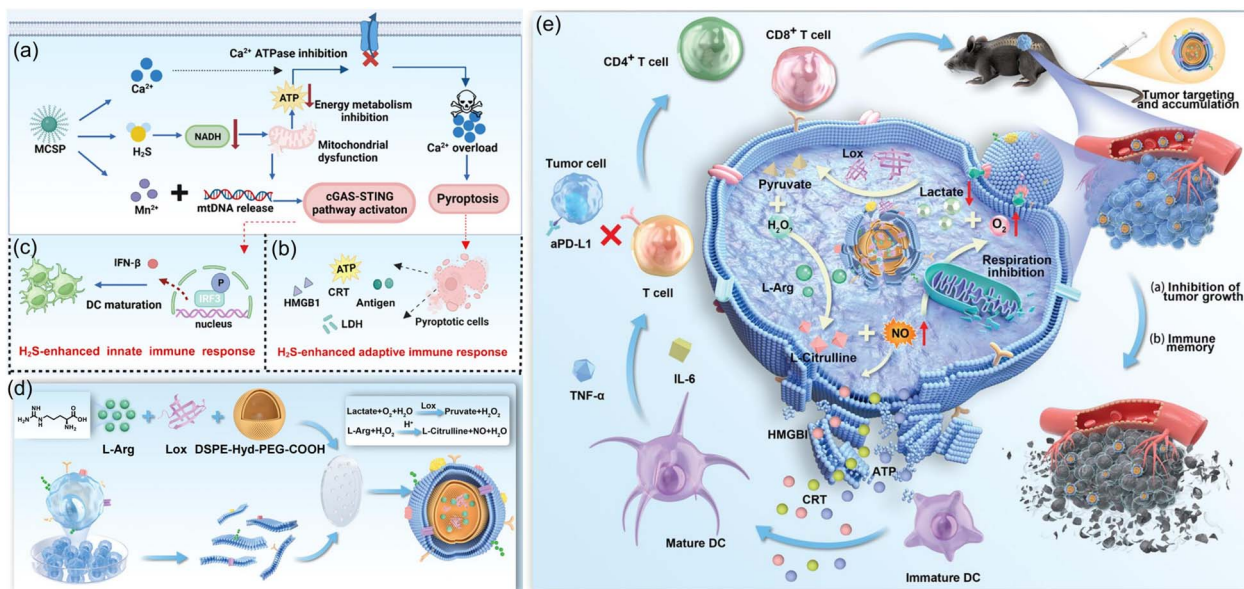 (a)
Ca²⁺ ATPase inhibition
Ca²⁺
ATP
Energy metabolism
inhibition
MCSP
H₂S
NADH
Mitochondrial
dysfunction
Ca²⁺ overload
Mn²⁺
+
mtDNA release
cGAS-STING
pathway activaton
Pyroptosis
(c)
IFN-β
DC maturation
P
IRF3
nucleus
H₂S-enhanced innate immune response
(b)
ATP
HMGB1
CRT
Antigen
LDH
Pyroptotic cells
H₂S-enhanced adaptive immune response
(d)
NH
H₂N
N
H
O
OH
NH₂
+
+
L-Arg
Lox
DSPE-Hyd-PEG-COOH
Lactate+O₂+H₂O Lox Pruvate+H₂O₂
L-Arg+H₂O₂ H⁺ L-Citrulline+NO+H₂O
(e)
CD4⁺ T cell
CD8⁺ T cell
Tumor targeting
and accumulation
Tumor cell
aPD-L1
T cell
Lox
Pyruvate
Lactate
+
+
H₂O₂
O₂
Respiration
inhibition
L-Arg
+
NO
L-Citrulline
(a) Inhibition of
tumor growth
(b) Immune
memory
TNF-α
IL-6
HMGBI
ATP
CRT
Mature DC
Immature DC